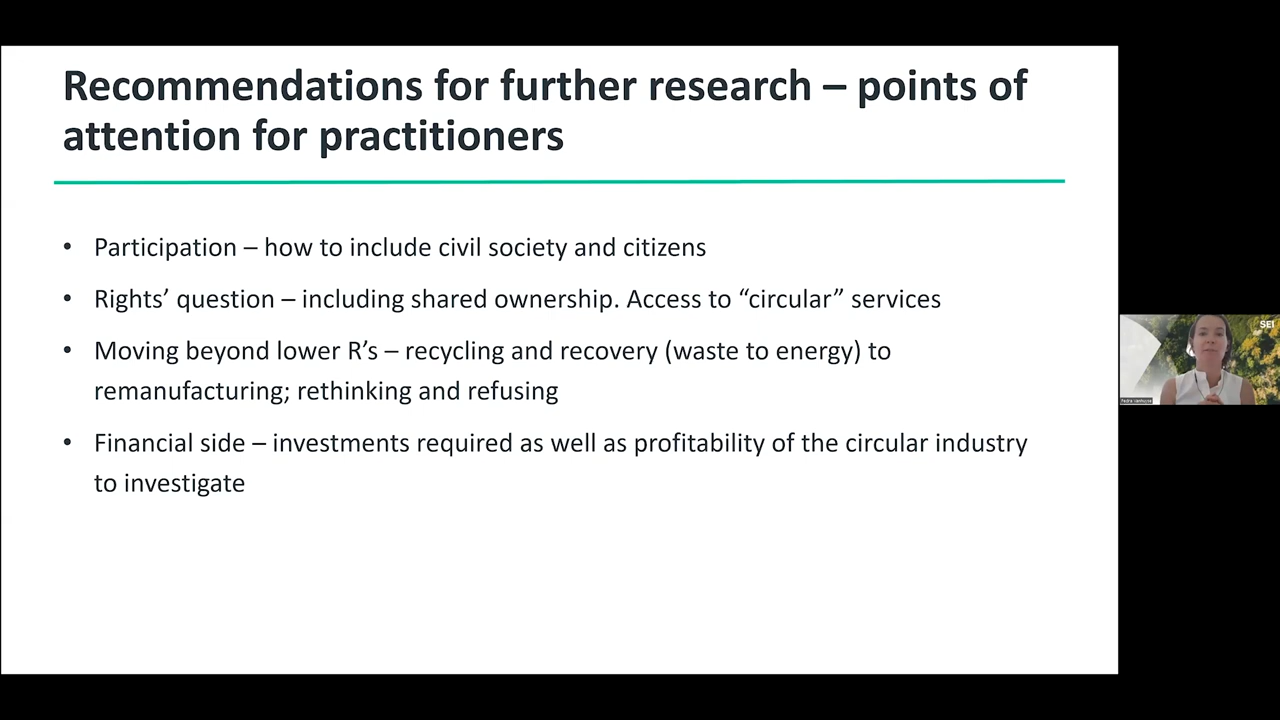 Recommendations for further research – points of
attention for practitioners
• Participation – how to include civil society and citizens
• Rights’ question – including shared ownership. Access to “circular” services
• Moving beyond lower R’s – recycling and recovery (waste to energy) to
remanufacturing; rethinking and refusing
• Financial side – investments required as well as profitability of the circular industry
to investigate
SEI